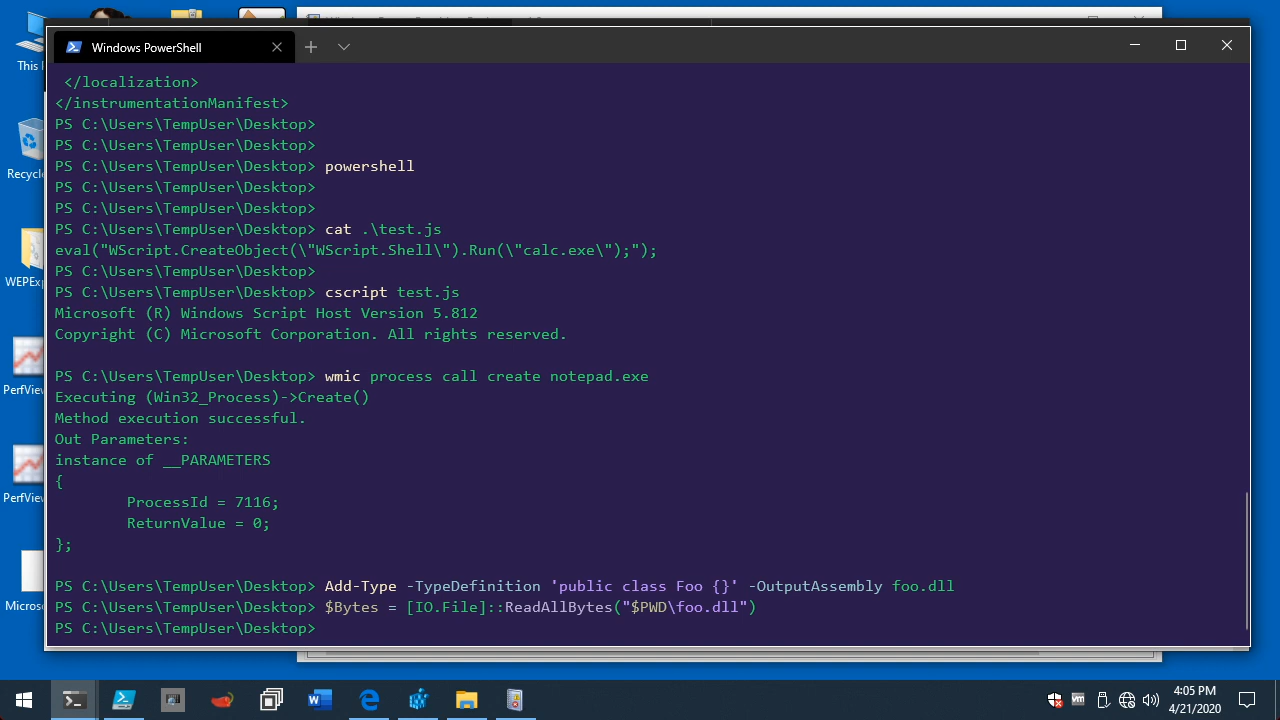 This
Windows PowerShell
</localization>
</instrumentationManifest>
PS C:\Users\TempUser\Desktop>
PS C:\Users\TempUser\Desktop>
PS C:\Users\TempUser\Desktop> powershell
PS C:\Users\TempUser\Desktop>
PS C:\Users\TempUser\Desktop>
PS C:\Users\TempUser\Desktop> cat .\test.js
eval("WScript.CreateObject(\"WScript.Shell\").Run(\"calc.exe\");");
PS C:\Users\TempUser\Desktop>
PS C:\Users\TempUser\Desktop> cscript test.js
Microsoft (R) Windows Script Host Version 5.812
Copyright (C) Microsoft Corporation. All rights reserved.
PS C:\Users\TempUser\Desktop> wmic process call create notepad.exe
Executing (Win32_Process)->Create()
Method execution successful.
Out Parameters:
instance of __PARAMETERS
{
ProcessId = 7116;
ReturnValue = 0;
};
PS C:\Users\TempUser\Desktop> Add-Type -TypeDefinition 'public class Foo {}' -OutputAssembly foo.dll
PS C:\Users\TempUser\Desktop> $Bytes = [IO.File]::ReadAllBytes("$PWD\foo.dll")
PS C:\Users\TempUser\Desktop>
Recycle
WEPEx
PerfView
PerfView
Microso
4:05 PM
4/21/2020